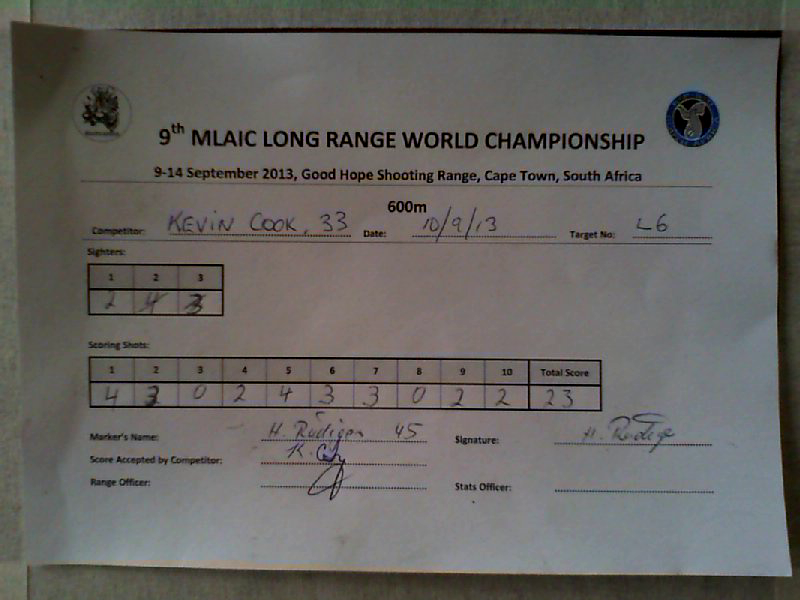 9th MLAIC LONG RANGE WORLD CHAMPIONSHIP
9-14 September 2013, Good Hope Shooting Range, Cape Town, South Africa
600m
Competitor: KEVIN COOK, 33 Date: 10/9/13 Target No: L6
Sighters:
1 2 3
2 4 3
Scoring Shots:
1 2 3 4 5 6 7 8 9 10 Total Score
4 3 0 2 4 3 3 0 2 2 23
Marker's Name: H. Rüdiger 45 Signature: H. Rüdiger
Score Accepted by Competitor: K.
Range Officer: Stats Officer: